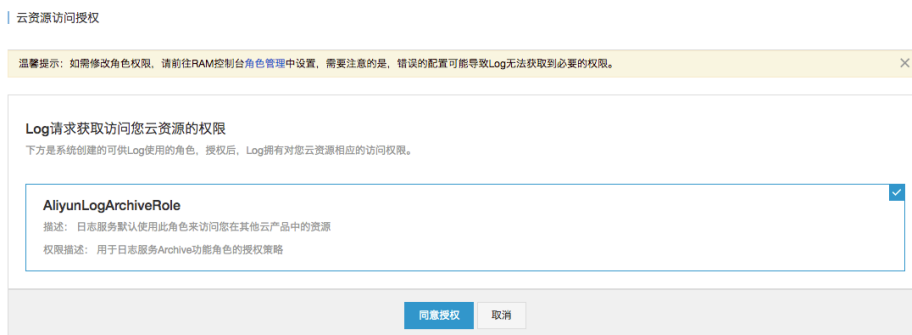 云资源访问授权
温馨提示：如需修改角色权限，请前往RAM控制台角色管理中设置，需要注意的是，错误的配置可能导致Log无法获取到必要的权限。
Log请求获取访问您云资源的权限
下方是系统创建的可供Log使用的角色，授权后，Log拥有对您云资源相应的访问权限。
AliyunLogArchiveRole
描述： 日志服务默认使用此角色来访问您在其他云产品中的资源
权限描述： 用于日志服务Archive功能角色的授权策略
同意授权 取消